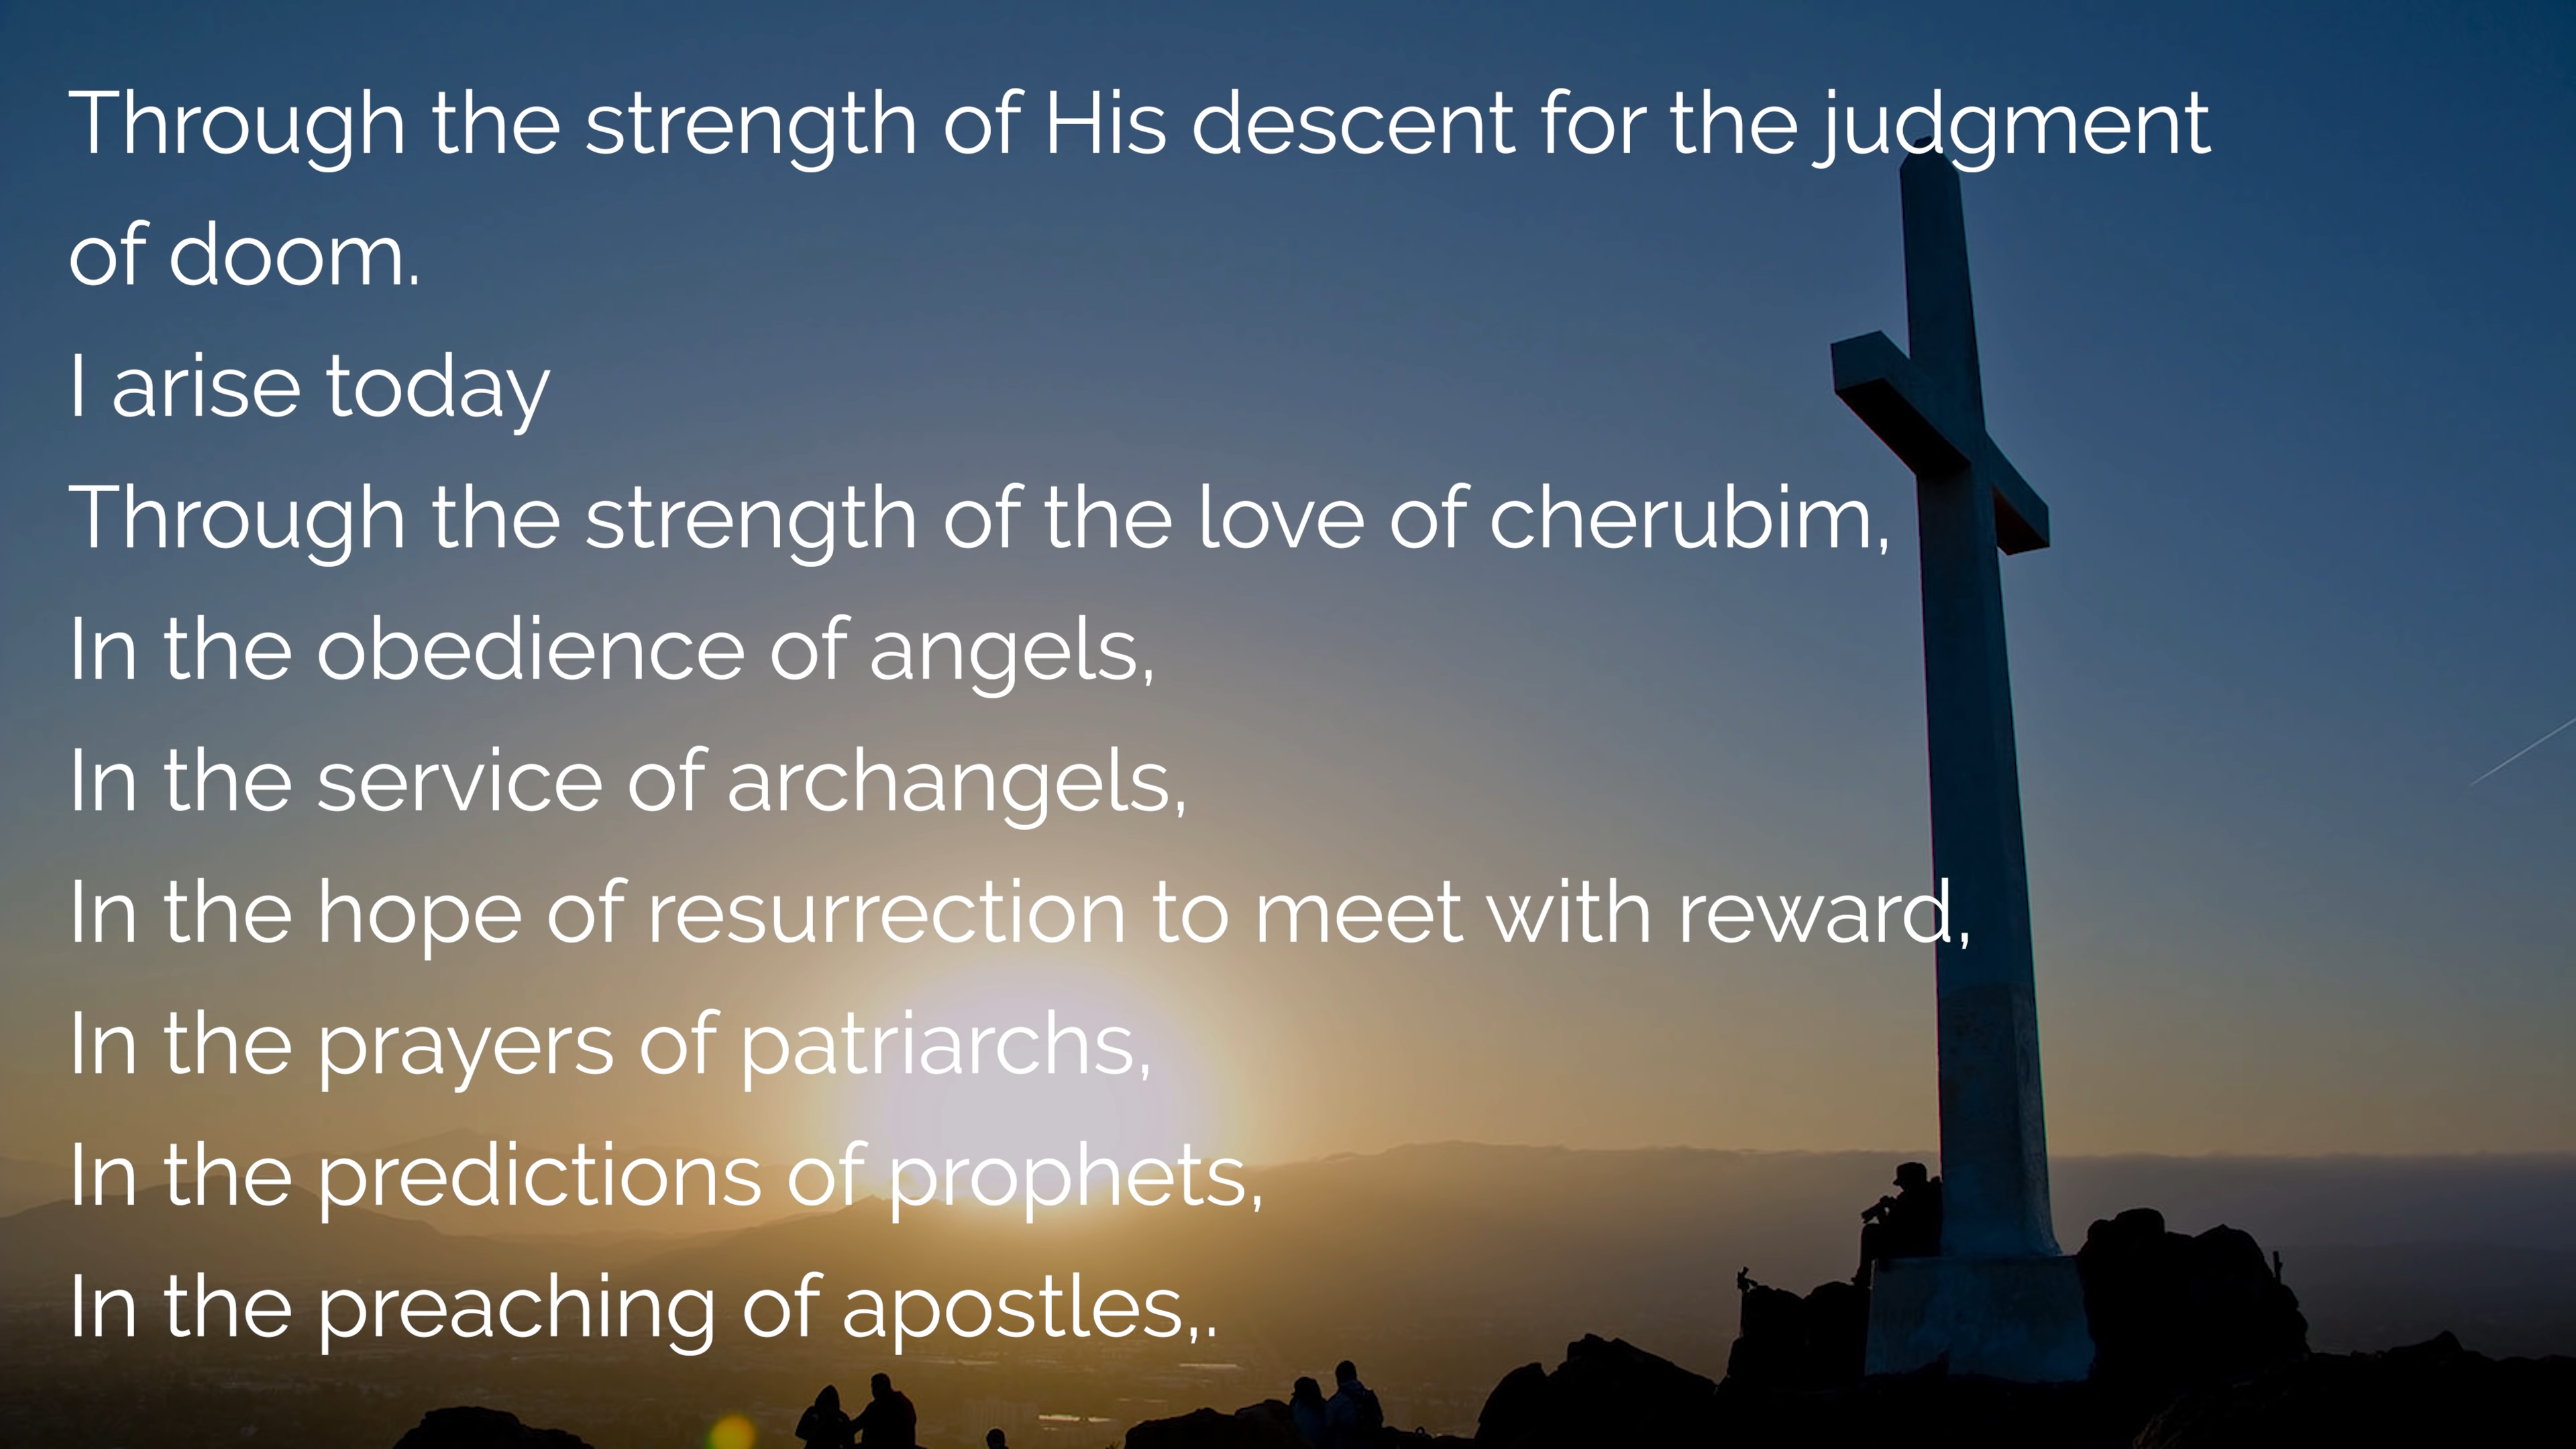 Through the strength of His descent for the judgment
of doom.
I arise today
Through the strength of the love of cherubim,
In the obedience of angels,
In the service of archangels,
In the hope of resurrection to meet with reward,
In the prayers of patriarchs,
In the predictions of prophets,
In the preaching of apostles,.